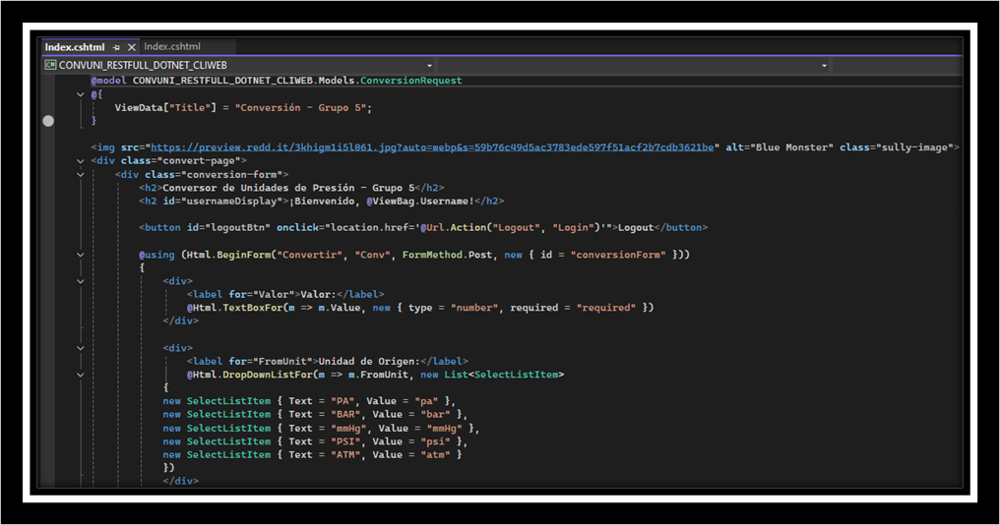 Index.cshtml Index.cshtml
C# CONVUNI_RESTFULL_DOTNET_CLIWEB
@model CONVUNI_RESTFULL_DOTNET_CLIWEB.Models.ConversionRequest
@{
ViewData["Title"] = "Conversión - Grupo 5";
}
<img src="https://preview.redd.it/3khigm1i5l061.jpg?auto=webp&s=59b76c49d5ac3783ede597f51acf2b7cdb3621be" alt="Blue Monster" class="sully-image">
<div class="convert-page">
<div class="conversion-form">
<h2>Conversor de Unidades de Presión - Grupo 5</h2>
<h2 id="usernameDisplay">¡Bienvenido, @ViewBag.Username!</h2>
<button id="logoutBtn" onclick="location.href='@Url.Action("Logout", "Login")'">Logout</button>
@using (Html.BeginForm("Convertir", "Conv", FormMethod.Post, new { id = "conversionForm" }))
{
<div>
<label for="Valor">Valor:</label>
@Html.TextBoxFor(m => m.Value, new { type = "number", required = "required" })
</div>
<div>
<label for="FromUnit">Unidad de Origen:</label>
@Html.DropDownListFor(m => m.FromUnit, new List<SelectListItem>
{
new SelectListItem { Text = "PA", Value = "pa" },
new SelectListItem { Text = "BAR", Value = "bar" },
new SelectListItem { Text = "mmHg", Value = "mmHg" },
new SelectListItem { Text = "PSI", Value = "psi" },
new SelectListItem { Text = "ATM", Value = "atm" }
})
</div>